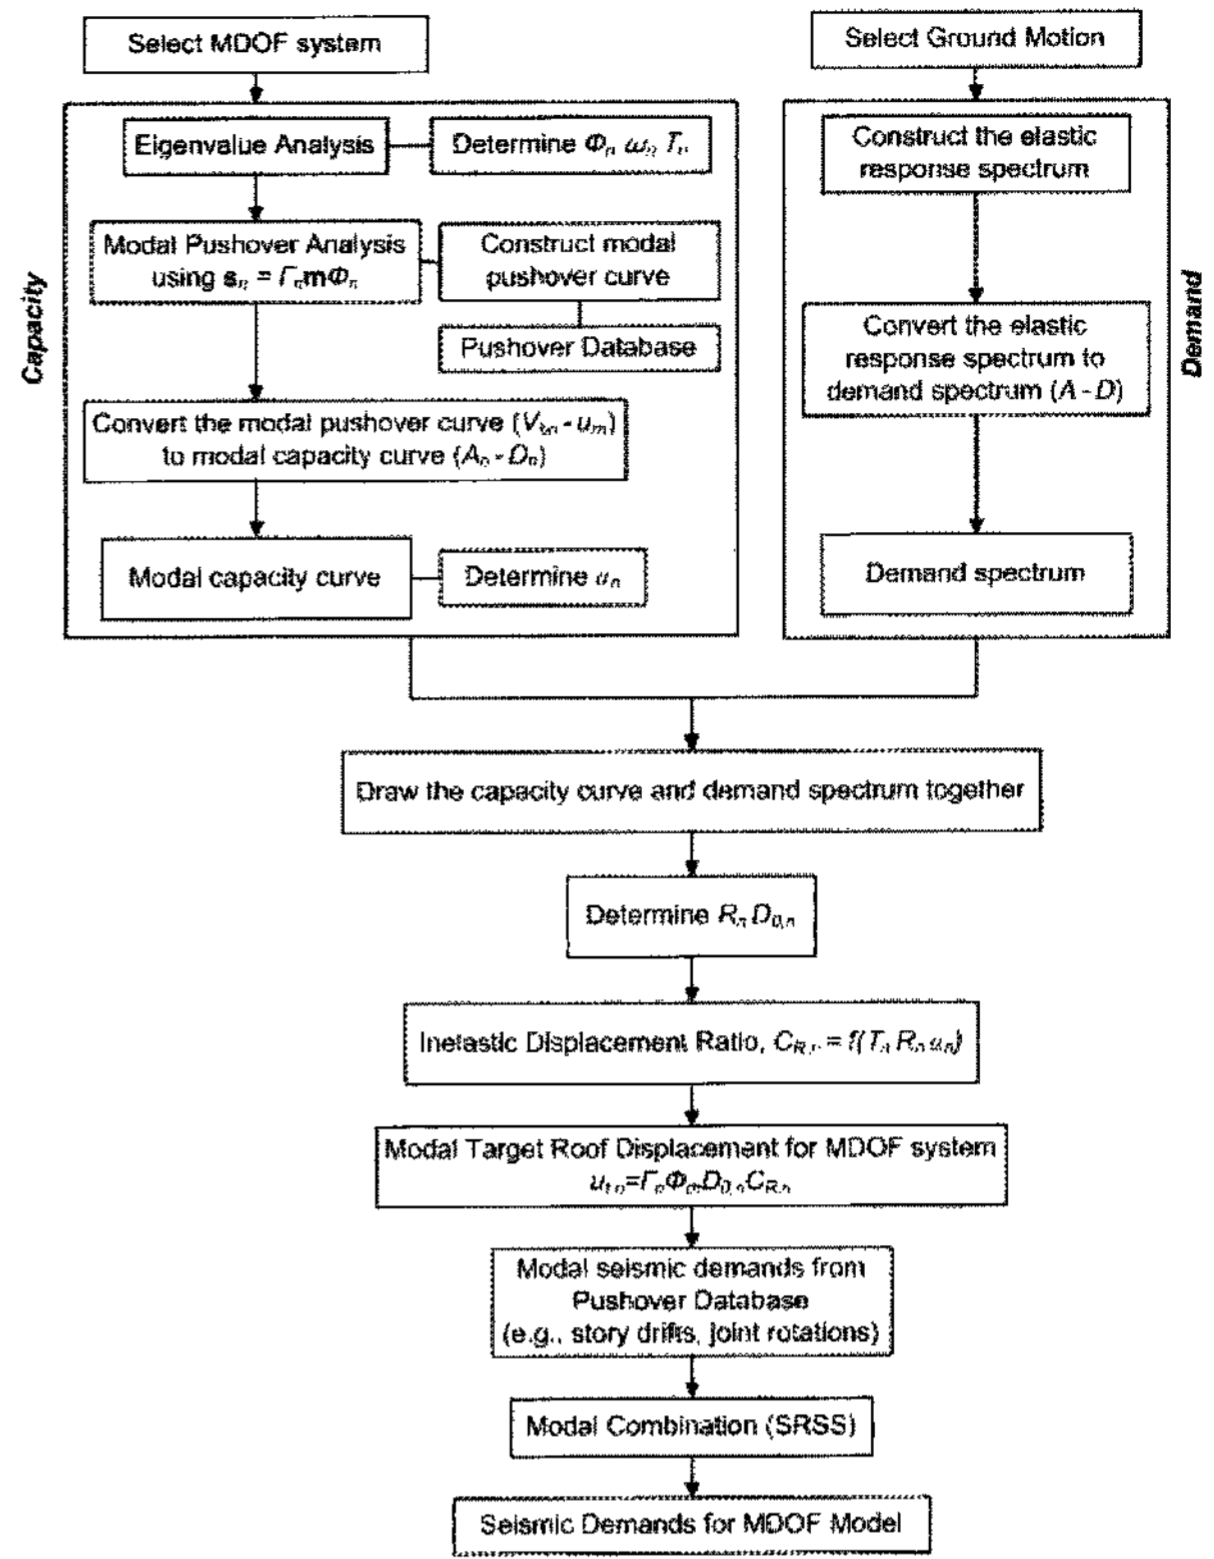 Select MDOF system
Capacity
Eigenvalue Analysis
Determine Φn ωn Tn
Modal Pushover Analysis
using sn = ΓnmΦn
Construct modal
pushover curve
Pushover Database
Convert the modal pushover curve (Vbn - urn)
to modal capacity curve (An - Dn)
Modal capacity curve
Determine αn
Select Ground Motion
Demand
Construct the elastic
response spectrum
Convert the elastic
response spectrum to
demand spectrum (A - D)
Demand spectrum
Draw the capacity curve and demand spectrum together
Determine Rn D0,n
Inelastic Displacement Ratio, CR,n = f(Tn Rn αn)
Modal Target Roof Displacement for MDOF system
ut,n=ΓnΦrnD0,nCR,n
Modal seismic demands from
Pushover Database
(e.g., story drifts, joint rotations)
Modal Combination (SRSS)
Seismic Demands for MDOF Model